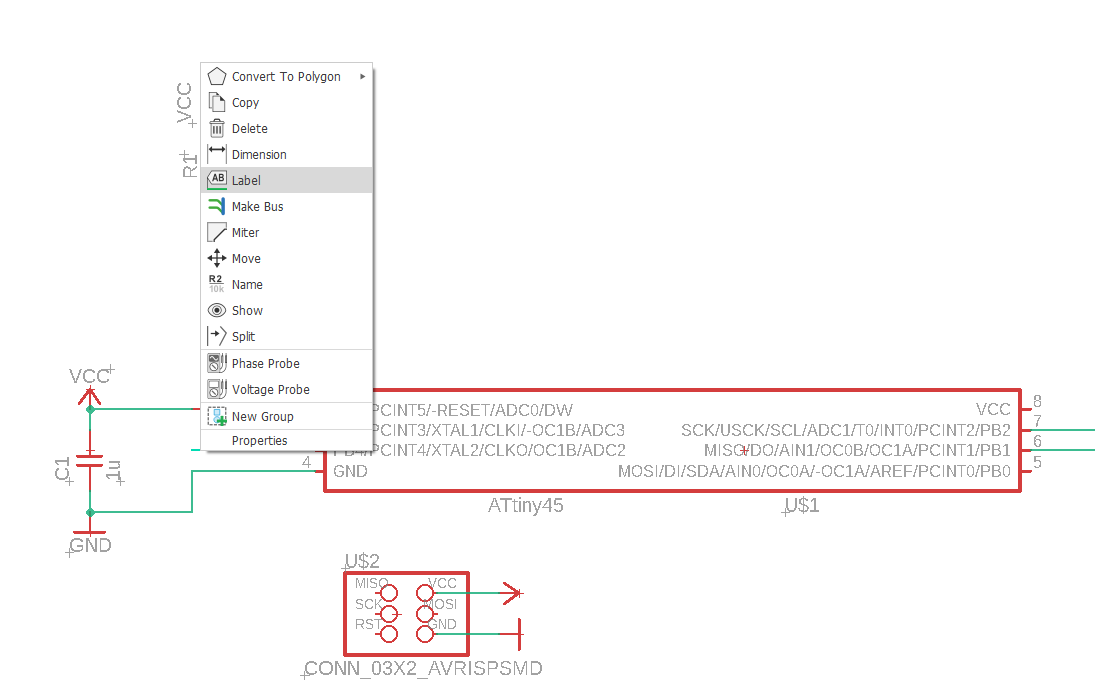 VCC
R1
Convert To Polygon
Copy
Delete
Dimension
AB Label
Make Bus
Miter
Move
R2 10k Name
Show
Split
Phase Probe
Voltage Probe
New Group
Properties
VCC
C1
1u
GND
PCINT5/-RESET/ADC0/DW
VCC
8
PCINT3/XTAL1/CLKI/-OC1B/ADC3
SCK/USCK/SCL/ADC1/T0/INT0/PCINT2/PB2
7
PB4/PCINT4/XTAL2/CLKO/OC1B/ADC2
MISO/DO/AIN1/OC0B/OC1A/PCINT1/PB1
6
4
GND
MOSI/DI/SDA/AIN0/OC0A/-OC1A/AREF/PCINT0/PB0
5
ATtiny45
U$1
U$2
MISO
VCC
SCK
MOSI
RST
GND
CONN_03X2_AVRISPSMD